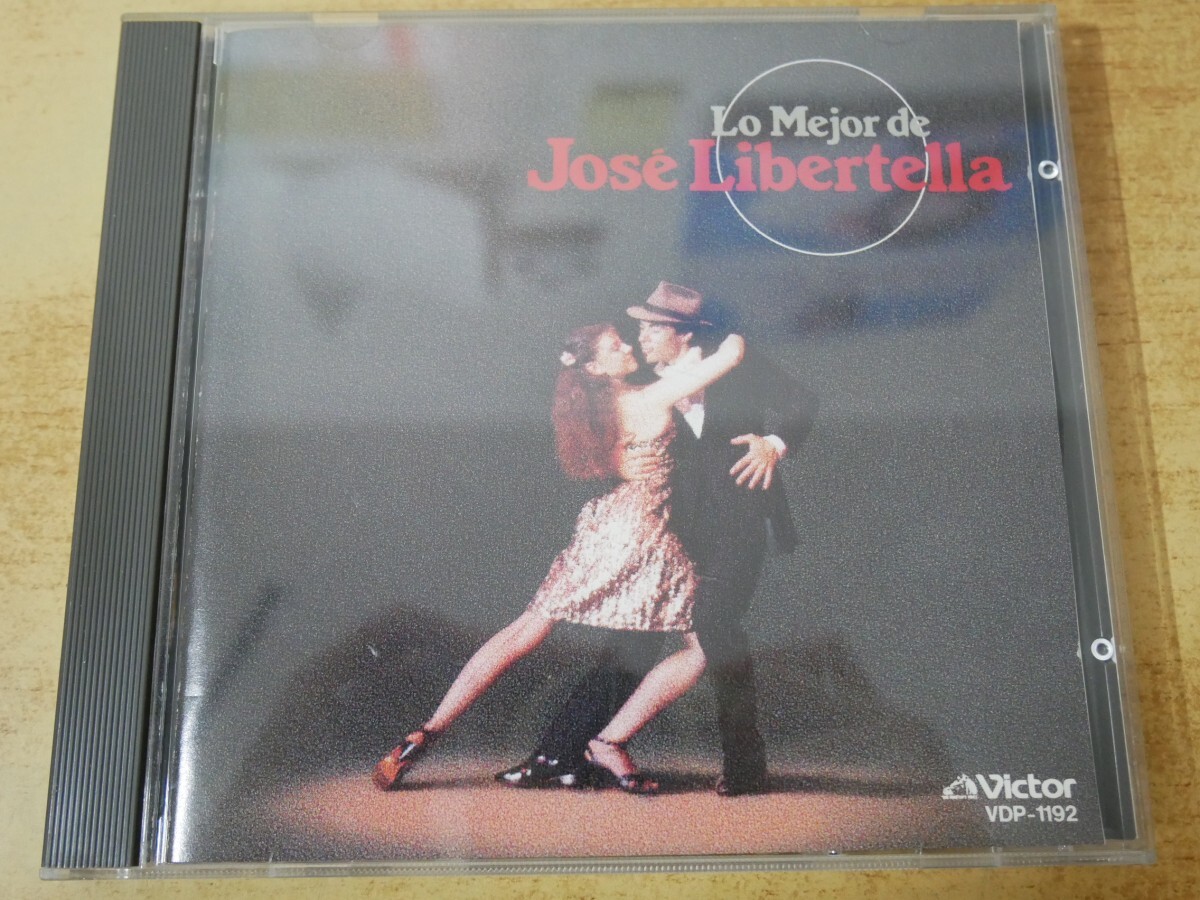 Lo Mejor de
José Libertella
Victor
VDP-1192